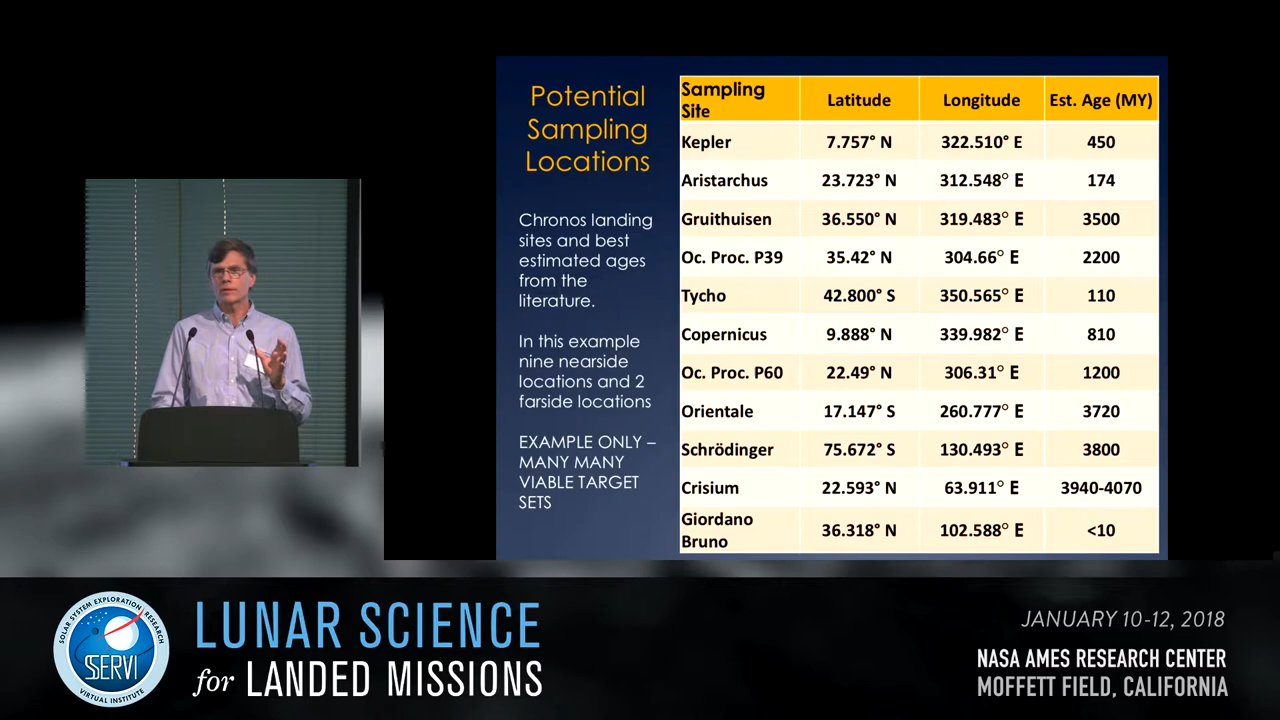 Potential
Sampling
Locations
Chronos landing
sites and best
estimated ages
from the
literature.
In this example
nine nearside
locations and 2
farside locations
EXAMPLE ONLY –
MANY MANY
VIABLE TARGET
SETS
Sampling Site Latitude Longitude Est. Age (MY)
Kepler 7.757° N 322.510° E 450
Aristarchus 23.723° N 312.548° E 174
Gruithuisen 36.550° N 319.483° E 3500
Oc. Proc. P39 35.42° N 304.66° E 2200
Tycho 42.800° S 350.565° E 110
Copernicus 9.888° N 339.982° E 810
Oc. Proc. P60 22.49° N 306.31° E 1200
Orientale 17.147° S 260.777° E 3720
Schrödinger 75.672° S 130.493° E 3800
Crisium 22.593° N 63.911° E 3940-4070
Giordano Bruno 36.318° N 102.588° E <10
SOLAR SYSTEM EXPLORATION RESEARCH
SSERVI
VIRTUAL INSTITUTE
LUNAR SCIENCE
for LANDED MISSIONS
JANUARY 10-12, 2018
NASA AMES RESEARCH CENTER
MOFFETT FIELD, CALIFORNIA